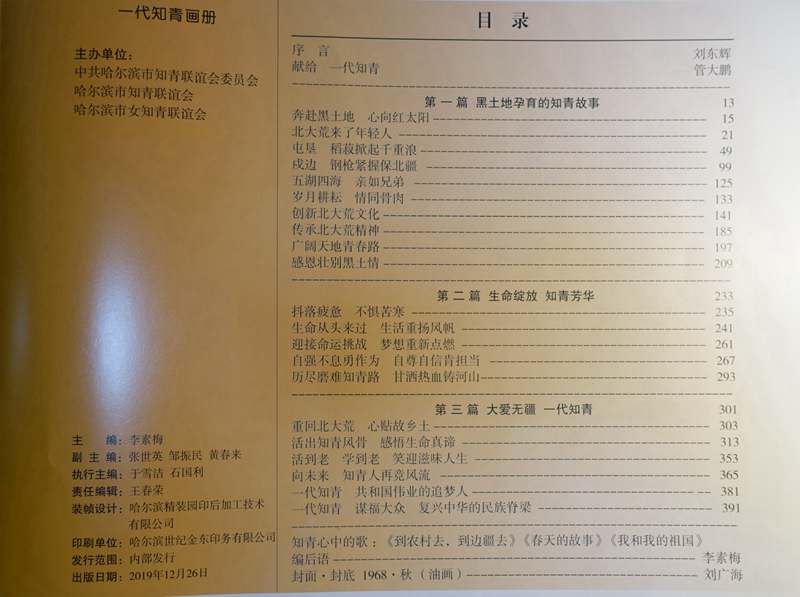 一代知青画册
主办单位:
中共哈尔滨市知青联谊会委员会
哈尔滨市知青联谊会
哈尔滨市女知青联谊会
主 编: 李素梅
副 主 编: 张世英 邹振民 黄春来
执行主编: 于雪洁 石国利
责任编辑: 王春荣
装帧设计: 哈尔滨精装园印后加工技术
有限公司
印刷单位: 哈尔滨世纪金东印务有限公司
发行范围: 内部发行
出版日期: 2019年12月26日
目 录
序 言 刘东辉
献给 一代知青 管大鹏
第一篇 黑土地孕育的知青故事 13
奔赴黑土地 心向红太阳 15
北大荒来了年轻人 21
屯垦 稻菽掀起千重浪 49
戍边 钢枪紧握保北疆 99
五湖四海 亲如兄弟 125
岁月耕耘 情同骨肉 133
创新北大荒文化 141
传承北大荒精神 185
广阔天地青春路 197
感恩壮别黑土情 209
第二篇 生命绽放 知青芳华 233
抖落疲惫 不惧苦寒 235
生命从头来过 生活重扬风帆 241
迎接命运挑战 梦想重新点燃 261
自强不息勇作为 自尊自信肯担当 267
历尽磨难知青路 甘洒热血铸河山 293
第三篇 大爱无疆 一代知青 301
重回北大荒 心贴故乡土 303
活出知青风骨 感悟生命真谛 313
活到老 学到老 笑迎滋味人生 353
向未来 知青人再竞风流 365
一代知青 共和国伟业的追梦人 381
一代知青 谋福大众 复兴中华的民族脊梁 391
知青心中的歌:《到农村去，到边疆去》《春天的故事》《我和我的祖国》
编后语 李素梅
封面·封底 1968·秋（油画） 刘广海